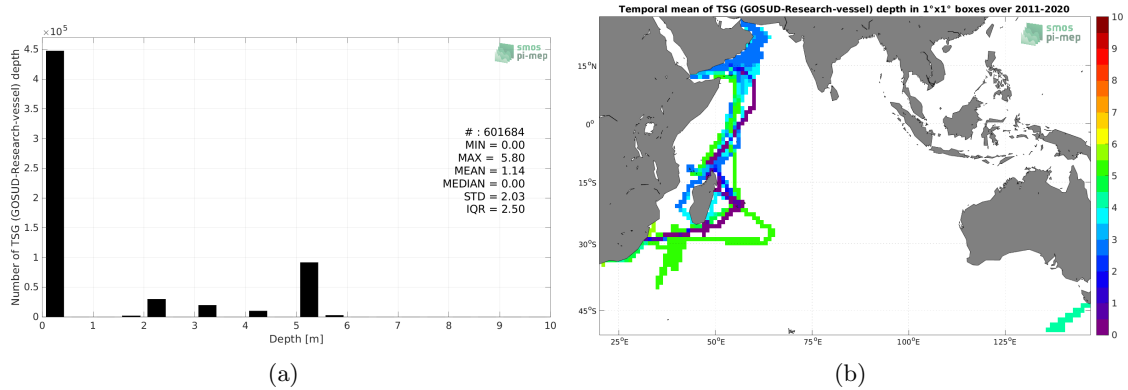 ×10⁵
4.5
4
3.5
3
2.5
2
1.5
1
0.5
0
Number of TSG (GOSUD-Research-vessel) depth
smos
pi-mep
# : 601684
MIN = 0.00
MAX = 5.80
MEAN = 1.14
MEDIAN = 0.00
STD = 2.03
IQR = 2.50
0 1 2 3 4 5 6 7 8 9 10
Depth [m]
(a)
Temporal mean of TSG (GOSUD-Research-vessel) depth in 1°x1° boxes over 2011-2020
smos
pi-mep
15°N
0°
15°S
30°S
45°S
25°E 50°E 75°E 100°E 125°E
10
9
8
7
6
5
4
3
2
1
0
(b)